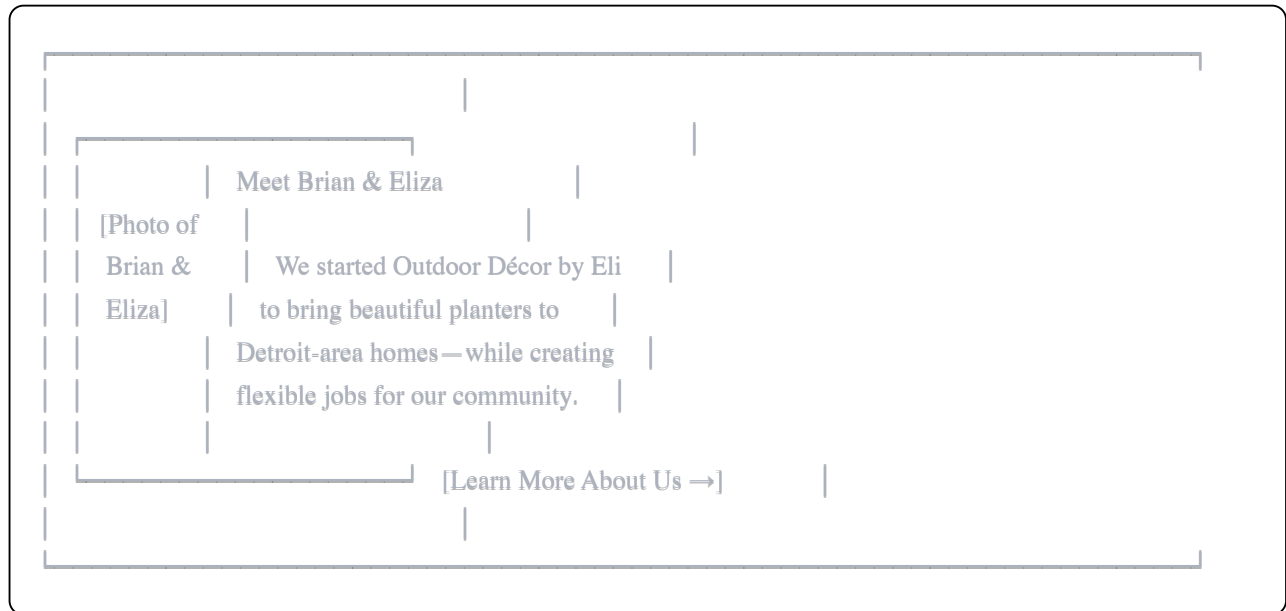 Meet Brian & Eliza
[Photo of
Brian & We started Outdoor Décor by Eli
Eliza] to bring beautiful planters to
Detroit-area homes—while creating
flexible jobs for our community.
[Learn More About Us →]